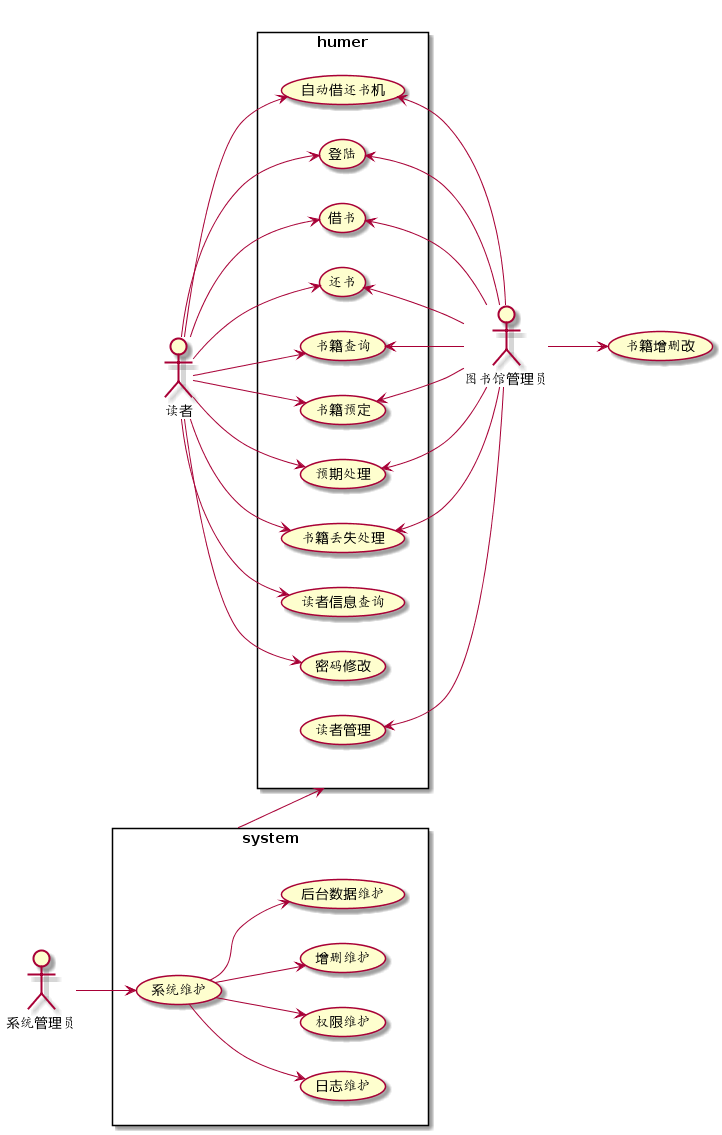 humer
自动借还书机
登陆
借书
还书
书籍查询
书籍预定
预期处理
书籍丢失处理
读者信息查询
密码修改
读者管理
读者
图书馆管理员
书籍增删改
system
后台数据维护
增删维护
系统维护
权限维护
日志维护
系统管理员